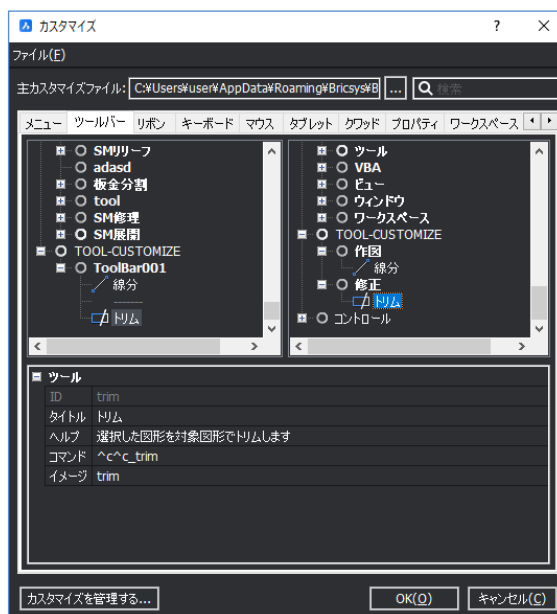 カスタマイズ
ファイル(F)
主カスタマイズファイル: C:¥Users¥user¥AppData¥Roaming¥Bricsys¥B ... 検索
メニュー ツールバー リボン キーボード マウス タブレット クワッド プロパティ ワークスペース
SMリリーフ
adasd
板金分割
tool
SM修理
SM展開
TOOL-CUSTOMIZE
ToolBar001
線分
トリム
ツール
VBA
ビュー
ウィンドウ
ワークスペース
TOOL-CUSTOMIZE
作図
線分
修正
トリム
コントロール
ツール
ID trim
タイトル トリム
ヘルプ 選択した図形を対象図形でトリムします
コマンド ^c^c_trim
イメージ trim
カスタマイズを管理する... OK(O) キャンセル(C)